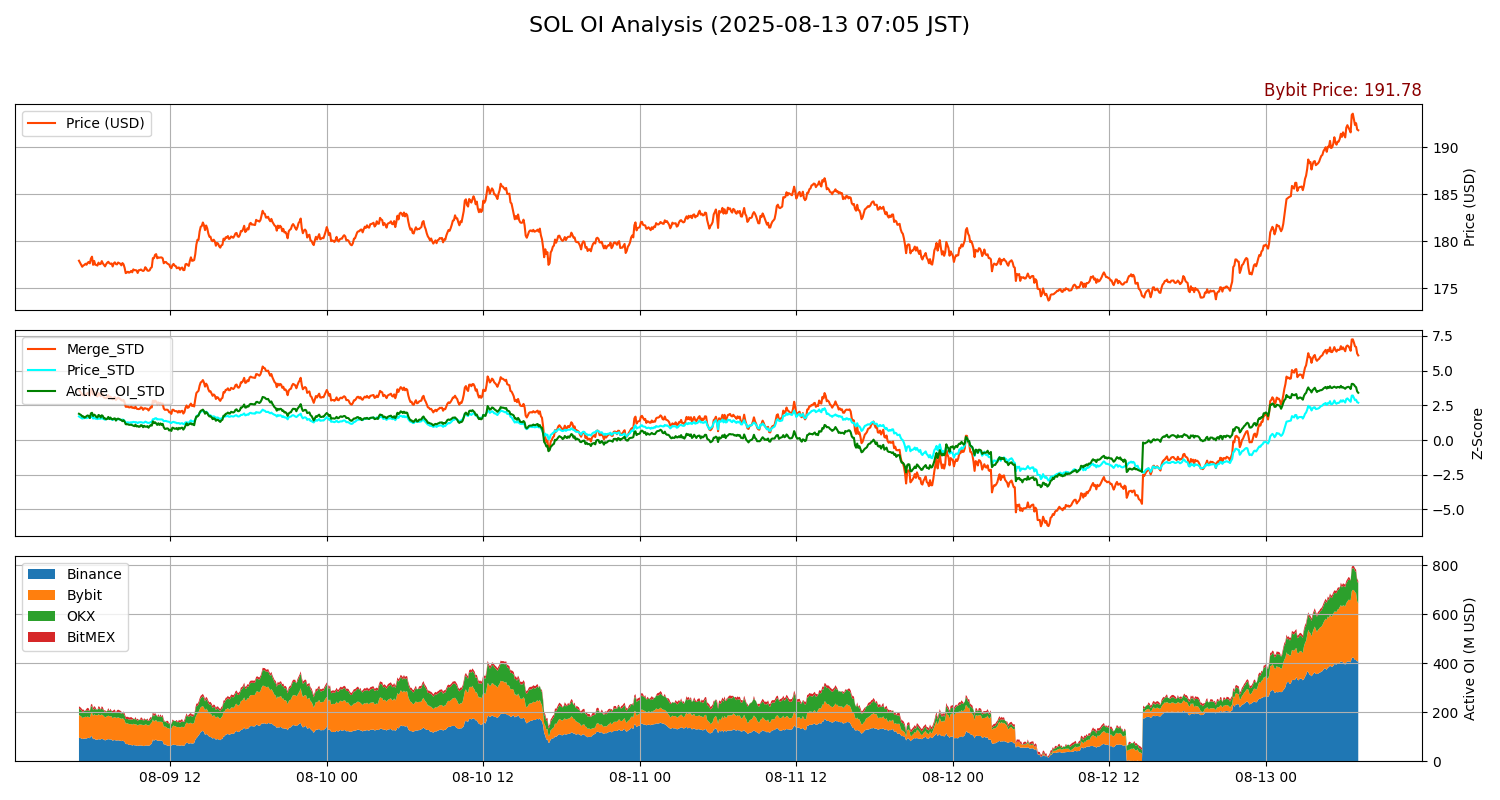 SOL OI Analysis (2025-08-13 07:05 JST)
Bybit Price: 191.78
Price (USD)
190
185
180
175
Price (USD)
Merge_STD
Price_STD
Active_OI_STD
7.5
5.0
2.5
0.0
−2.5
−5.0
Z-Score
Binance
Bybit
OKX
BitMEX
800
600
400
200
0
Active OI (M USD)
08-09 12
08-10 00
08-10 12
08-11 00
08-11 12
08-12 00
08-12 12
08-13 00